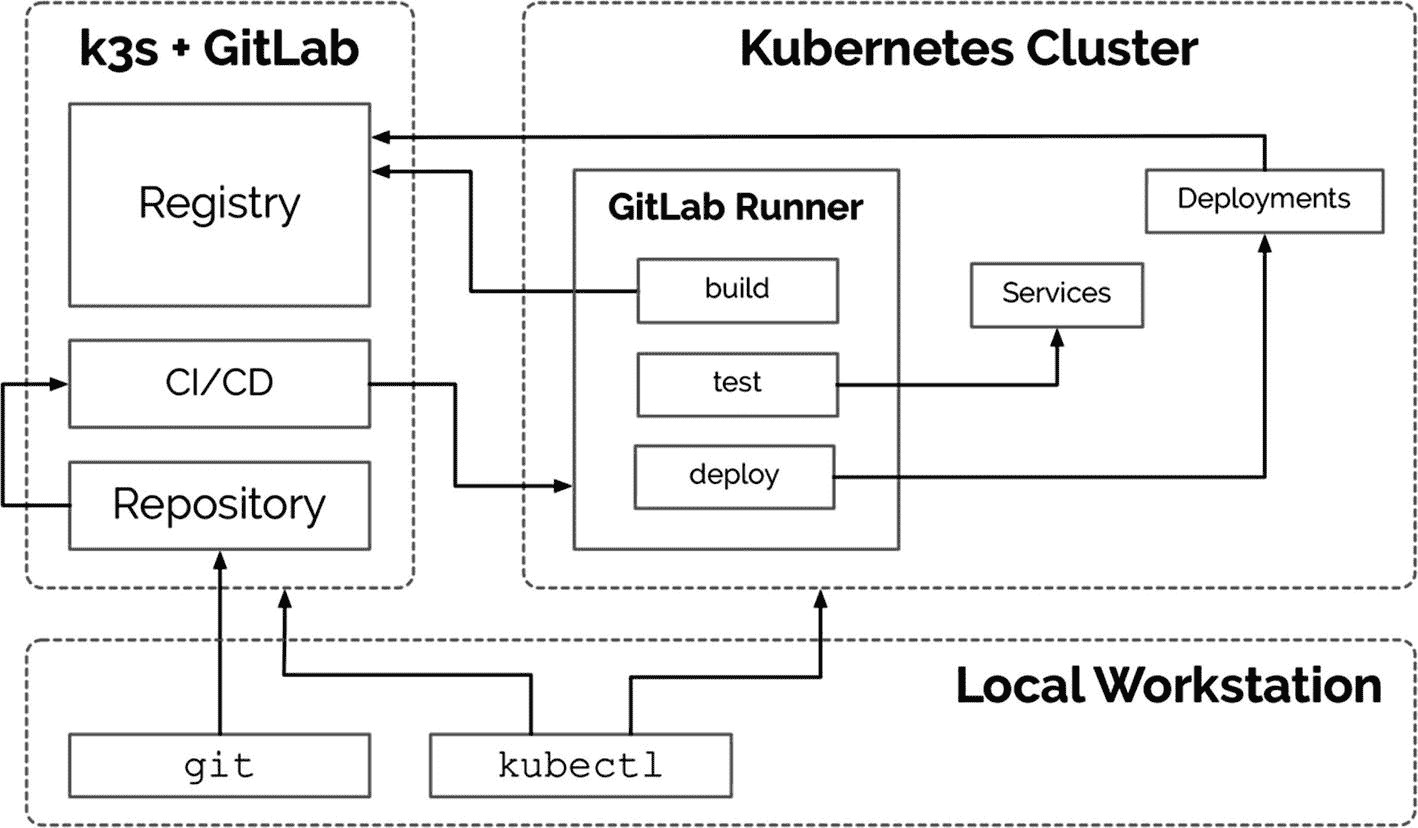 k3s + GitLab
Registry
CI/CD
Repository
Kubernetes Cluster
GitLab Runner
build
test
deploy
Services
Deployments
Local Workstation
git
kubectl